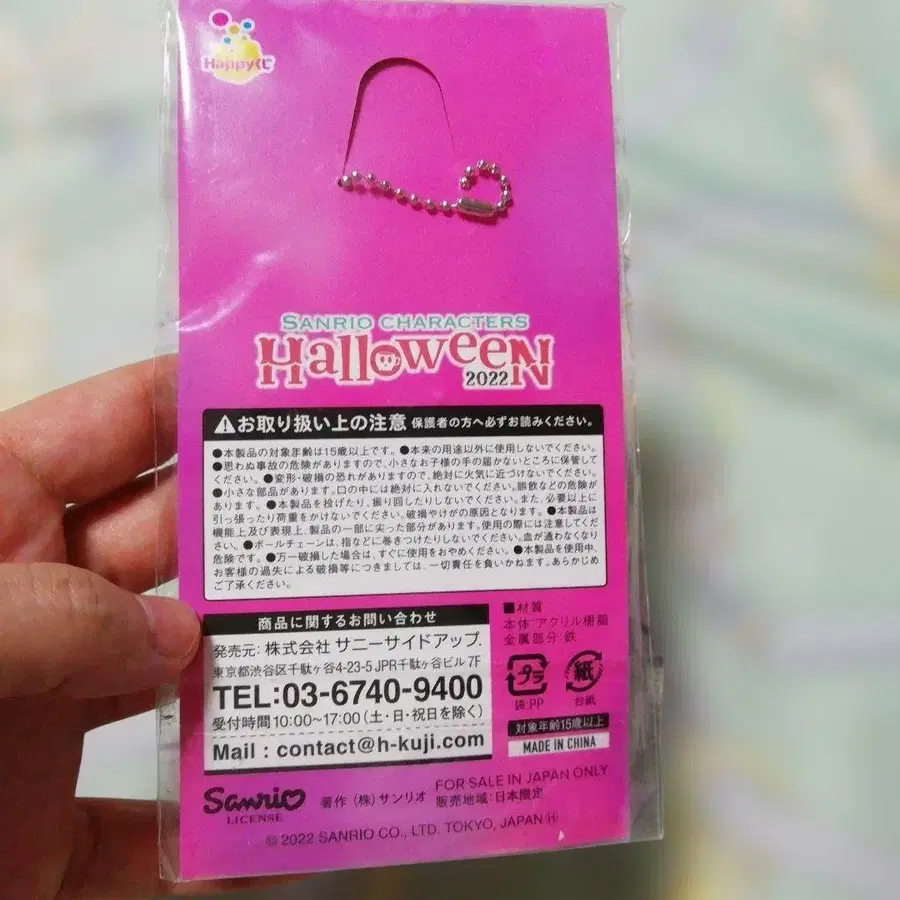 Happyくじ
SANRIO CHARACTERS
Halloween
2022
お取り扱い上の注意 保護者の方へ必ずお読みください。
●本製品の対象年齢は15歳以上です。●本来の用途以外に使用しないでください。
●思わぬ事故の危険がありますので、小さなお子様の手の届かないところに保管して
ください。●変形・破損の恐れがありますので、絶対に火気に近づけないでください。
●小さな部品があります。口の中には絶対に入れないでください。誤飲などの危険が
あります。●本製品を投げたり、振り回したりしないでください。また、必要以上に
引っ張ったり荷重をかけないでください。破損やけがの原因となります。●本製品は
機能上及び表現上、製品の一部に尖った部分があります。使用の際には注意してくだ
さい。●ボールチェーンは、指などに巻きつけたりしないでください。血が通わなくなり
危険です。●万一破損した場合は、すぐに使用をおやめください。●本製品を使用中、
お客様の過失による破損等につきましては、一切責任を負いかねます。あらかじめ
ご了承ください。
商品に関するお問い合わせ
発売元:株式会社 サニーサイドアップ.
東京都渋谷区千駄ヶ谷4-23-5 JPR千駄ヶ谷ビル 7F
TEL:03-6740-9400
受付時間 10:00~17:00(土・日・祝日を除く)
Mail : contact@h-kuji.com
■材質
本体:アクリル樹脂
金属部分:鉄
プラ
紙
袋:PP
台紙
対象年齢15歳以上
MADE IN CHINA
Sanrio
LICENSE
著作(株)サンリオ
FOR SALE IN JAPAN ONLY
販売地域:日本限定
© 2022 SANRIO CO., LTD. TOKYO, JAPAN Ⓗ